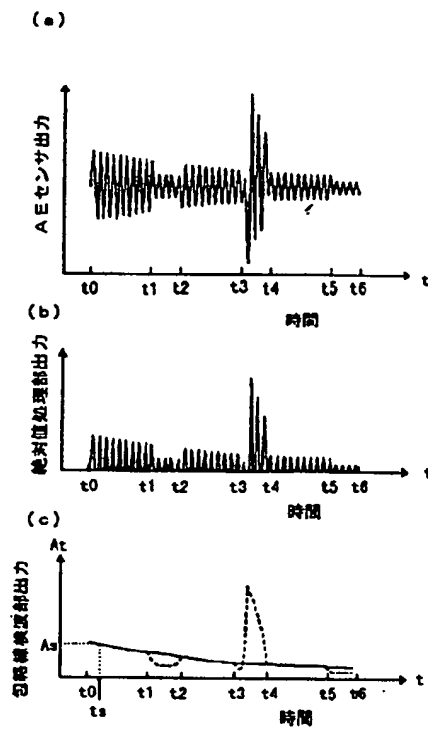 (a)
AEセンサ出力
t0 t1 t2 t3 t4 t5 t6
t
時間
(b)
絶対値処理部出力
t0 t1 t2 t3 t4 t5 t6
t
時間
(c)
At
包絡線検波部出力
As
t0 t1 t2 t3 t4 t5 t6
t
ts
時間